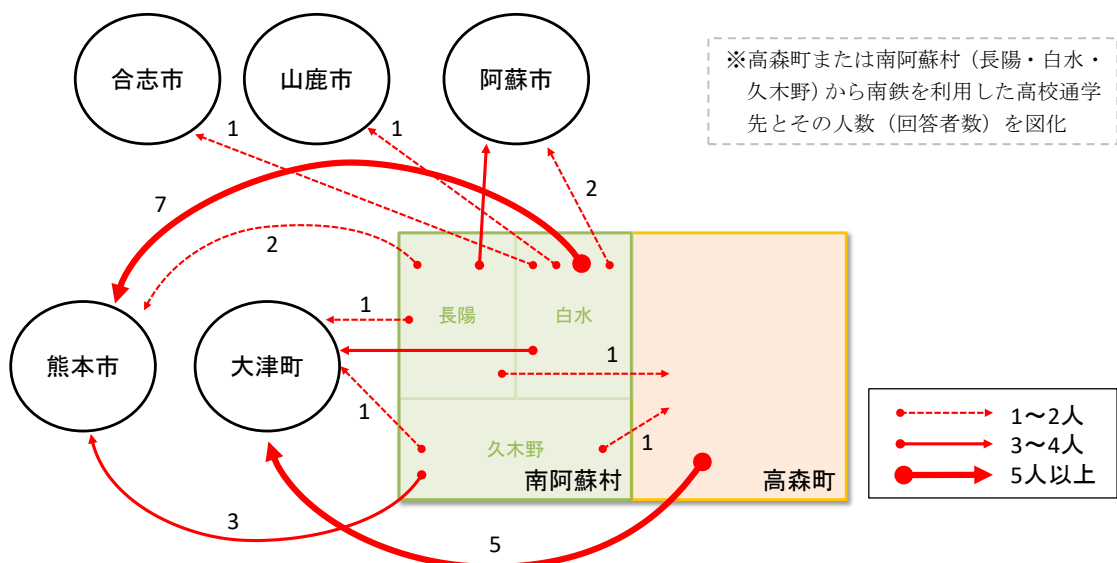 合志市
山鹿市
阿蘇市
※高森町または南阿蘇村（長陽・白水・
久木野）から南鉄を利用した高校通学
先とその人数（回答者数）を図化
1
1
2
7
2
長陽
白水
1
1
熊本市
大津町
1
久木野
1
南阿蘇村
高森町
3
5
1～2人
3～4人
5人以上